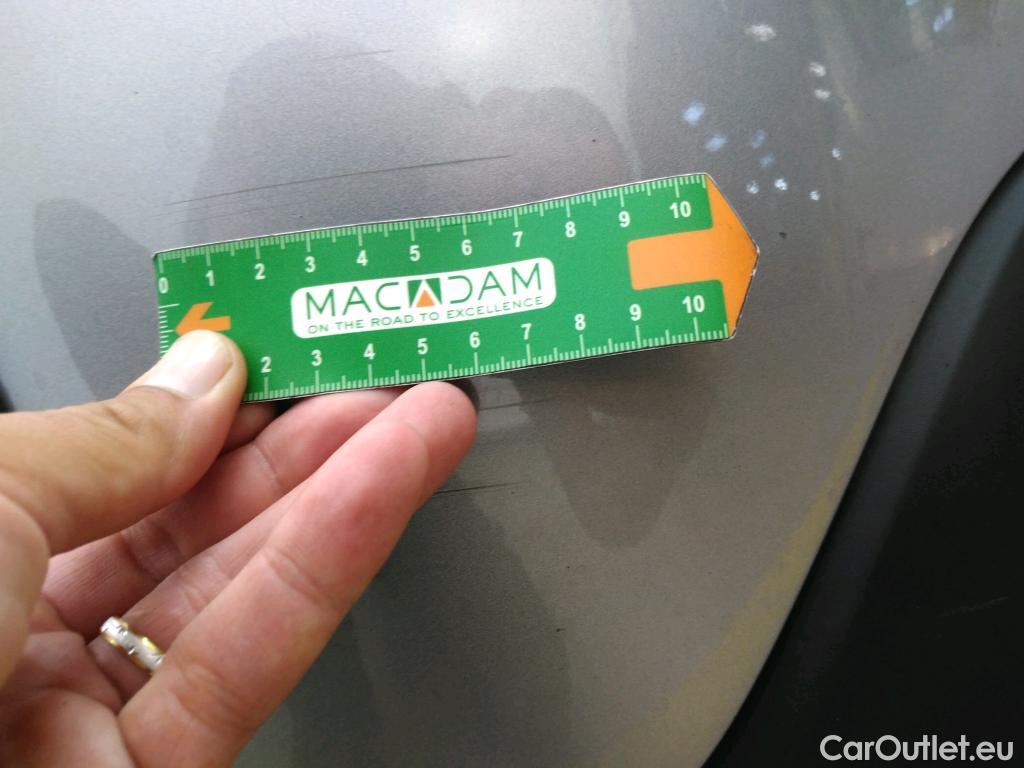 0 1 2 3 4 5 6 7 8 9 10
MACADAM
ON THE ROAD TO EXCELLENCE
2 3 4 5 6 7 8 9 10
CarOutlet.eu